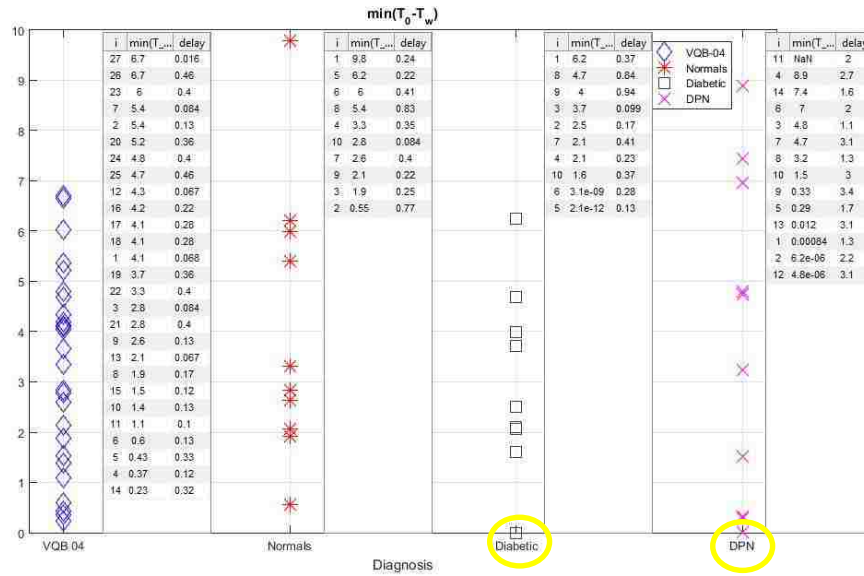 min(T_0-T_w)
10
9
8
7
6
5
4
3
2
1
0
i min(T_... delay
27 6.7 0.016
26 6.7 0.46
23 6 0.4
7 5.4 0.084
2 5.4 0.13
20 5.2 0.36
24 4.8 0.4
25 4.7 0.46
12 4.3 0.067
16 4.2 0.22
17 4.1 0.28
18 4.1 0.28
1 4.1 0.068
19 3.7 0.36
22 3.3 0.4
3 2.8 0.084
21 2.8 0.4
9 2.6 0.13
13 2.1 0.067
8 1.9 0.17
15 1.5 0.12
10 1.4 0.13
11 1.1 0.1
6 0.6 0.13
5 0.43 0.33
4 0.37 0.12
14 0.23 0.32
i min(T_... delay
1 9.8 0.24
5 6.2 0.22
6 6 0.41
8 5.4 0.83
4 3.3 0.35
10 2.8 0.084
7 2.6 0.4
9 2.1 0.22
3 1.9 0.25
2 0.55 0.77
i min(T_... delay
1 6.2 0.37
8 4.7 0.84
9 4 0.94
3 3.7 0.099
2 2.5 0.17
7 2.1 0.41
4 2.1 0.23
10 1.6 0.37
6 3.1e-09 0.28
5 2.1e-12 0.13
VQB-04
Normals
Diabetic
DPN
i min(T_... delay
11 NaN 2
4 8.9 2.7
14 7.4 1.6
6 7 2
3 4.8 1.1
7 4.7 3.1
8 3.2 1.3
10 1.5 3
9 0.33 3.4
5 0.29 1.7
13 0.012 3.1
1 0.00084 1.3
2 6.2e-06 2.2
12 4.8e-06 3.1
VQB 04 Normals Diabetic DPN
Diagnosis